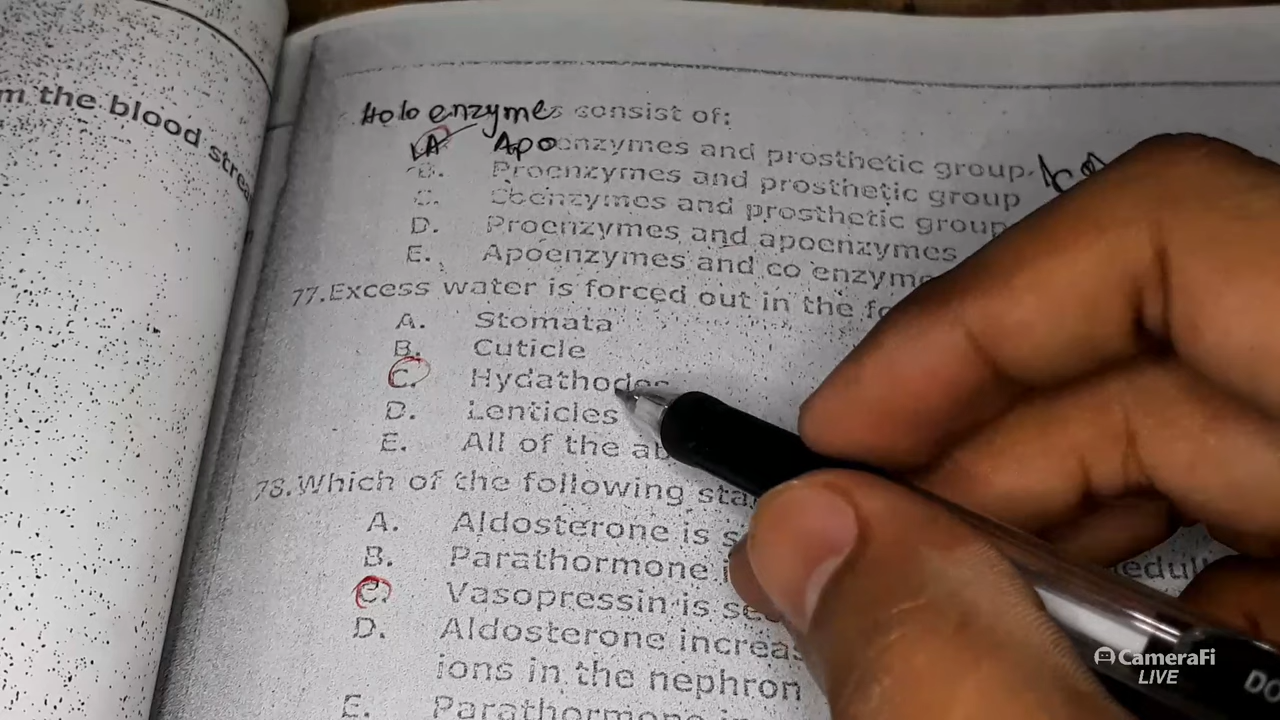 m the blood strea
Holoenzymes consist of:
A. Apoenzymes and prosthetic group.
B. Proenzymes and prosthetic group
C. Coenzymes and prosthetic group
D. Proenzymes and apoenzymes
E. Apoenzymes and co enzyme
77. Excess water is forced out in the fo
A. Stomata
B. Cuticle
C. Hydathodes
D. Lenticles
E. All of the ab
78. Which of the following sta
A. Aldosterone is s
B. Parathormone i edull
C. Vasopressin is se
D. Aldosterone increas
ions in the nephron
E. Parathormone
CameraFi
LIVE
DO